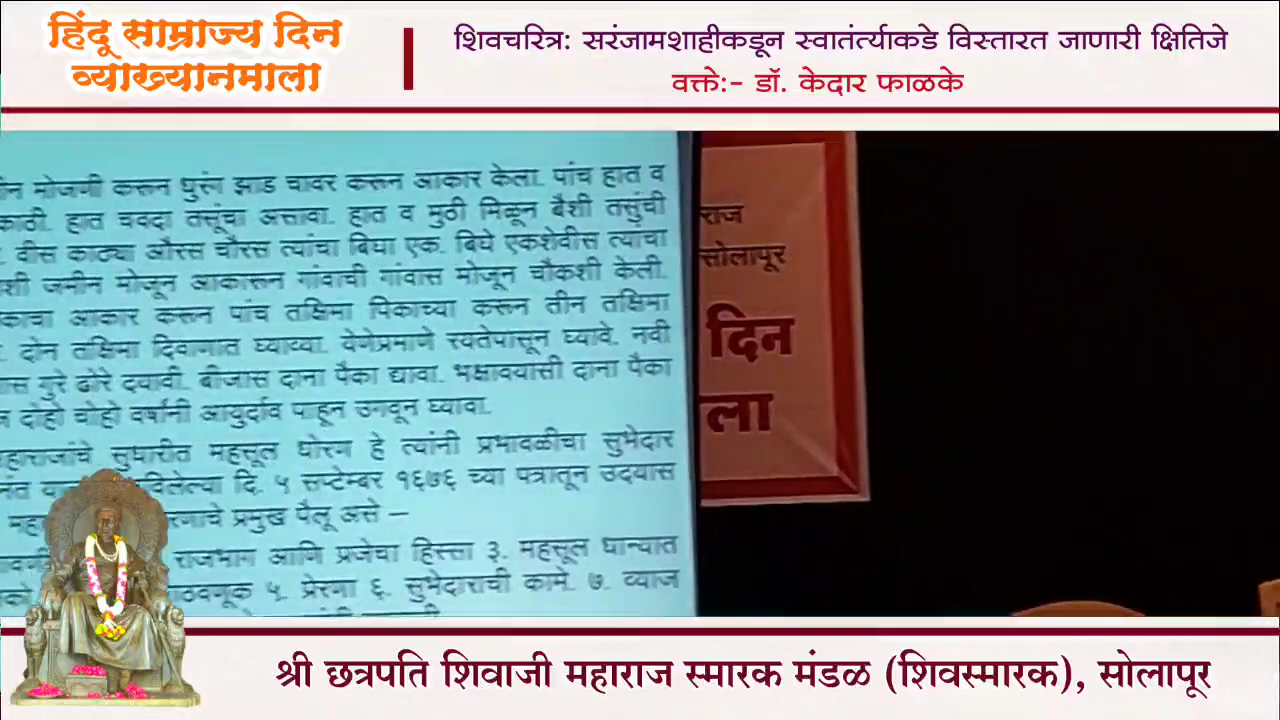 हिंदू साम्राज्य दिन
व्याख्यानमाला
शिवचरित्र: सरंजामशाहीकडून स्वातंर्त्याकडे विस्तारत जाणारी क्षितिजे
वक्ते:- डॉ. केदार फाळके
मोजणी करून धुरंग झाड चावर करून आकार केला. पांच हात व
काठी. हात चवदा तसूंचा असावा. हात व मुठी मिळून बैशी तसुंची
वीस काठ्या औरस चौरस त्यांचा बिघा एक. बिघे एकशेवीस त्यांचा
जमीन मोजून आकारून गांवाची गांवास मोजून चौकशी केली.
आकार करून पांच तक्षिमा पिकाच्या करून तीन तक्षिमा
दोन तक्षिमा दिवाणात घ्याव्या. येणेप्रमाणे रयतेपासून घ्यावे. नवी
गुरे ढोरे दयावी. बीजास दाना पैका द्यावा. भक्षावयासी दाना पैका
दोहो चोहो वर्षांनी आयुर्दाव पाहून उगवून घ्यावा.
सुधारीत महसूल धोरण हे त्यांनी प्रभावळीचा सुभेदार
दि. ५ सप्टेंबर १६७६ च्या पत्रातून उदयास
प्रमुख पैलू असे –
राजभाग आणि प्रजेचा हिस्सा ३. महसूल धान्यात
५. प्रेरणा ६. सुभेदाराची कामे. ७. व्याज
राज
सोलापूर
दिन
ला
श्री छत्रपति शिवाजी महाराज स्मारक मंडळ (शिवस्मारक), सोलापूर